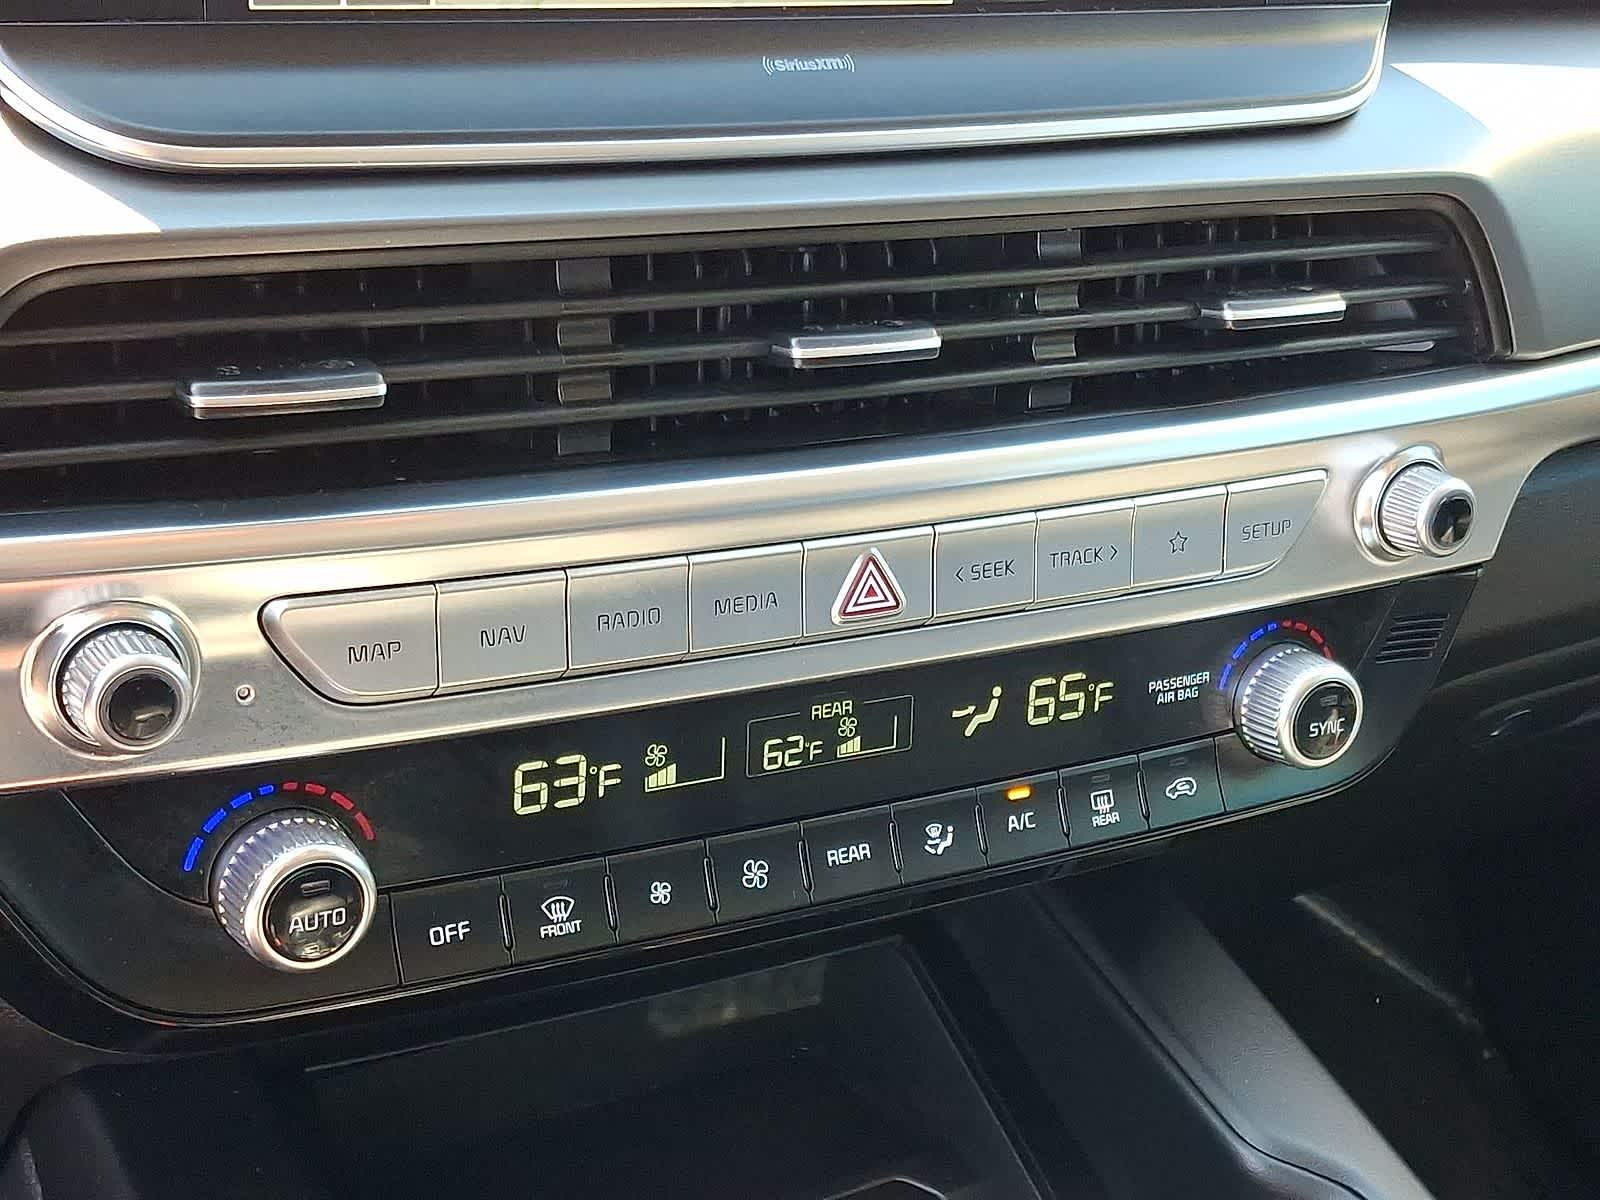 ((SiriusXM))
MAP
NAV
RADIO
MEDIA
< SEEK
TRACK >
SETUP
63°F
REAR
62°F
65°F
PASSENGER
AIR BAG
SYNC
AUTO
OFF
FRONT
REAR
A/C
REAR